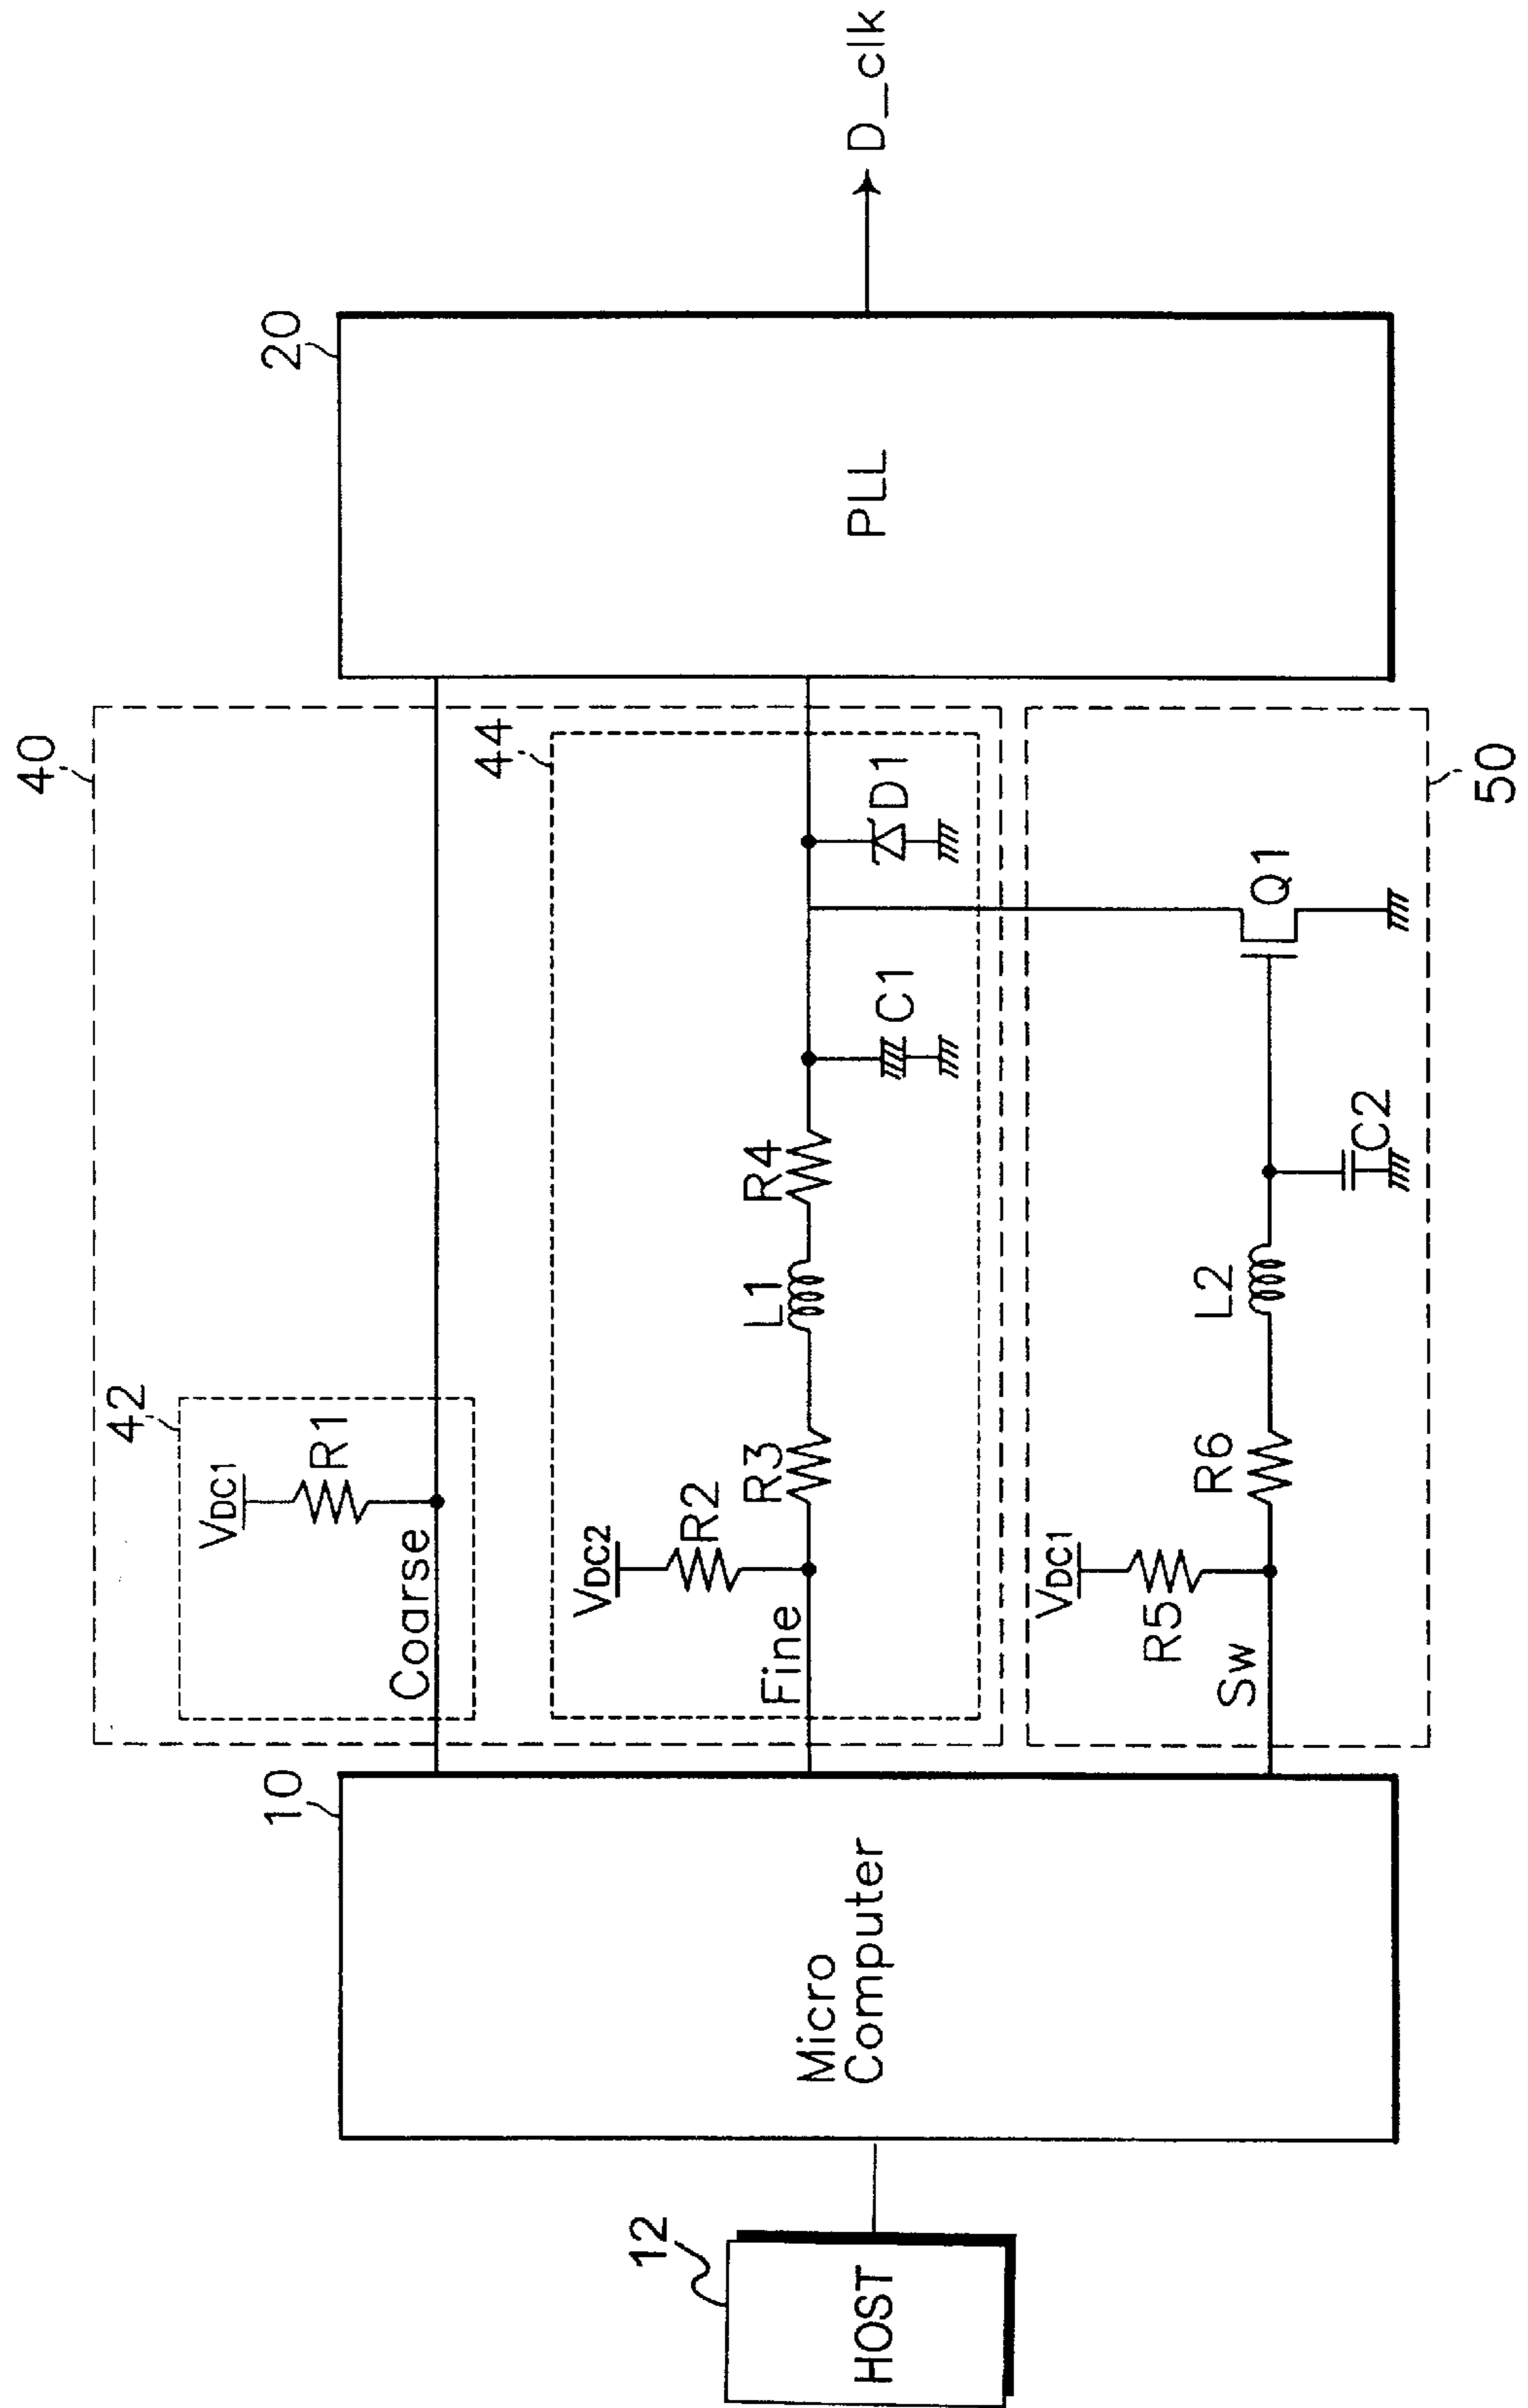 40
42
VDC1
R1
Coarse
44
VDC2
R2
Fine
R3
L1
R4
C1
D1
50
VDC1
R5
Sw
R6
L2
C2
Q1
12
HOST
10
Micro
Computer
20
PLL
D_clk